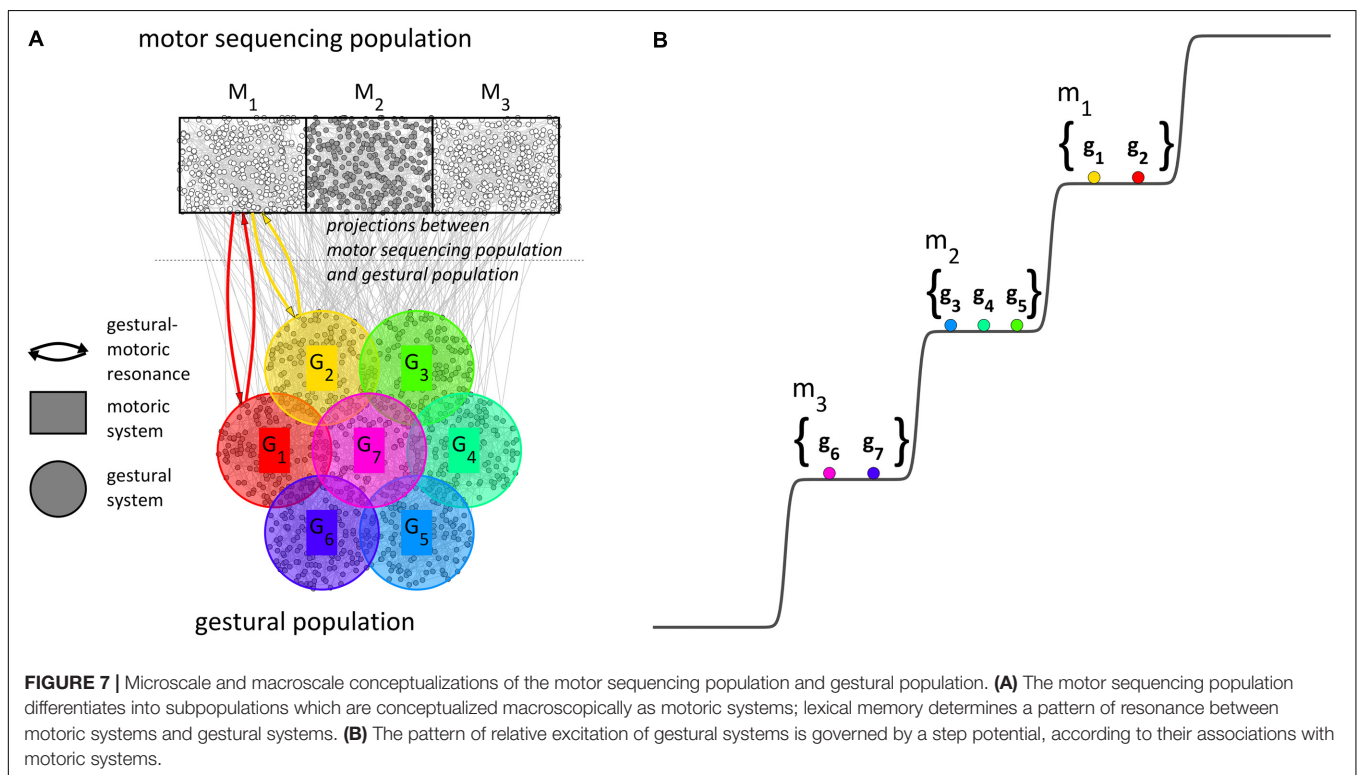 A
motor sequencing population
M1 M2 M3
projections between
motor sequencing population
and gestural population
gestural-
motoric
resonance
motoric
system
gestural
system
G2 G3
G1 G7 G4
G6 G5
gestural population
B
m1
{ g1 g2 }
m2
{ g3 g4 g5 }
m3
{ g6 g7 }
FIGURE 7 | Microscale and macroscale conceptualizations of the motor sequencing population and gestural population. (A) The motor sequencing population
differentiates into subpopulations which are conceptualized macroscopically as motoric systems; lexical memory determines a pattern of resonance between
motoric systems and gestural systems. (B) The pattern of relative excitation of gestural systems is governed by a step potential, according to their associations with
motoric systems.